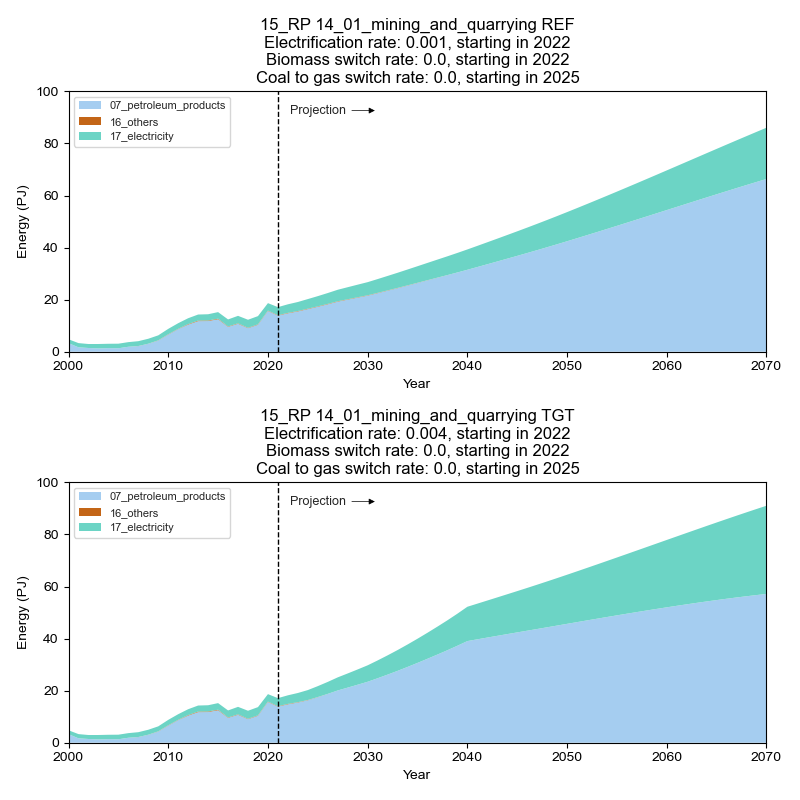 15_RP 14_01_mining_and_quarrying REF
Electrification rate: 0.001, starting in 2022
Biomass switch rate: 0.0, starting in 2022
Coal to gas switch rate: 0.0, starting in 2025
07_petroleum_products
16_others
17_electricity
Projection
100
80
60
40
20
0
Energy (PJ)
2000 2010 2020 2030 2040 2050 2060 2070
Year
15_RP 14_01_mining_and_quarrying TGT
Electrification rate: 0.004, starting in 2022
Biomass switch rate: 0.0, starting in 2022
Coal to gas switch rate: 0.0, starting in 2025
07_petroleum_products
16_others
17_electricity
Projection
100
80
60
40
20
0
Energy (PJ)
2000 2010 2020 2030 2040 2050 2060 2070
Year